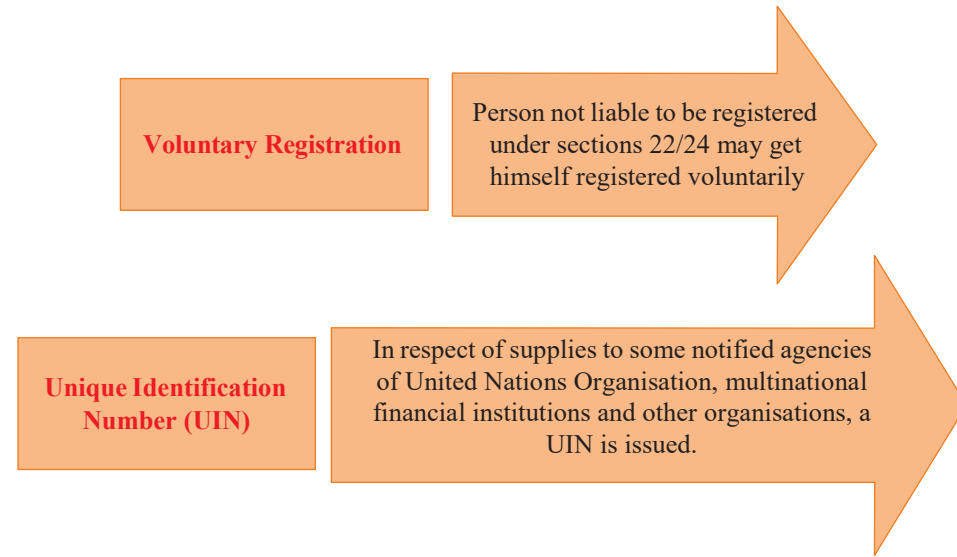 Voluntary Registration
Person not liable to be registered
under sections 22/24 may get
himself registered voluntarily
Unique Identification
Number (UIN)
In respect of supplies to some notified agencies
of United Nations Organisation, multinational
financial institutions and other organisations, a
UIN is issued.